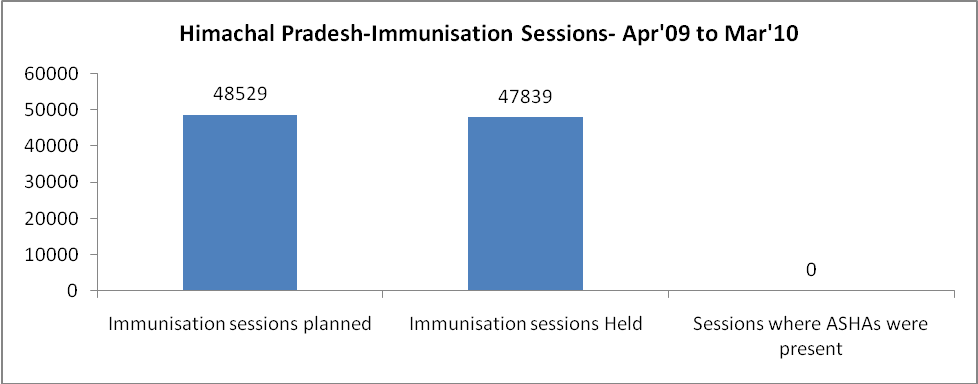 Himachal Pradesh-Immunisation Sessions- Apr'09 to Mar'10
60000
50000
40000
30000
20000
10000
0
48529
47839
0
Immunisation sessions planned
Immunisation sessions Held
Sessions where ASHAs were
present